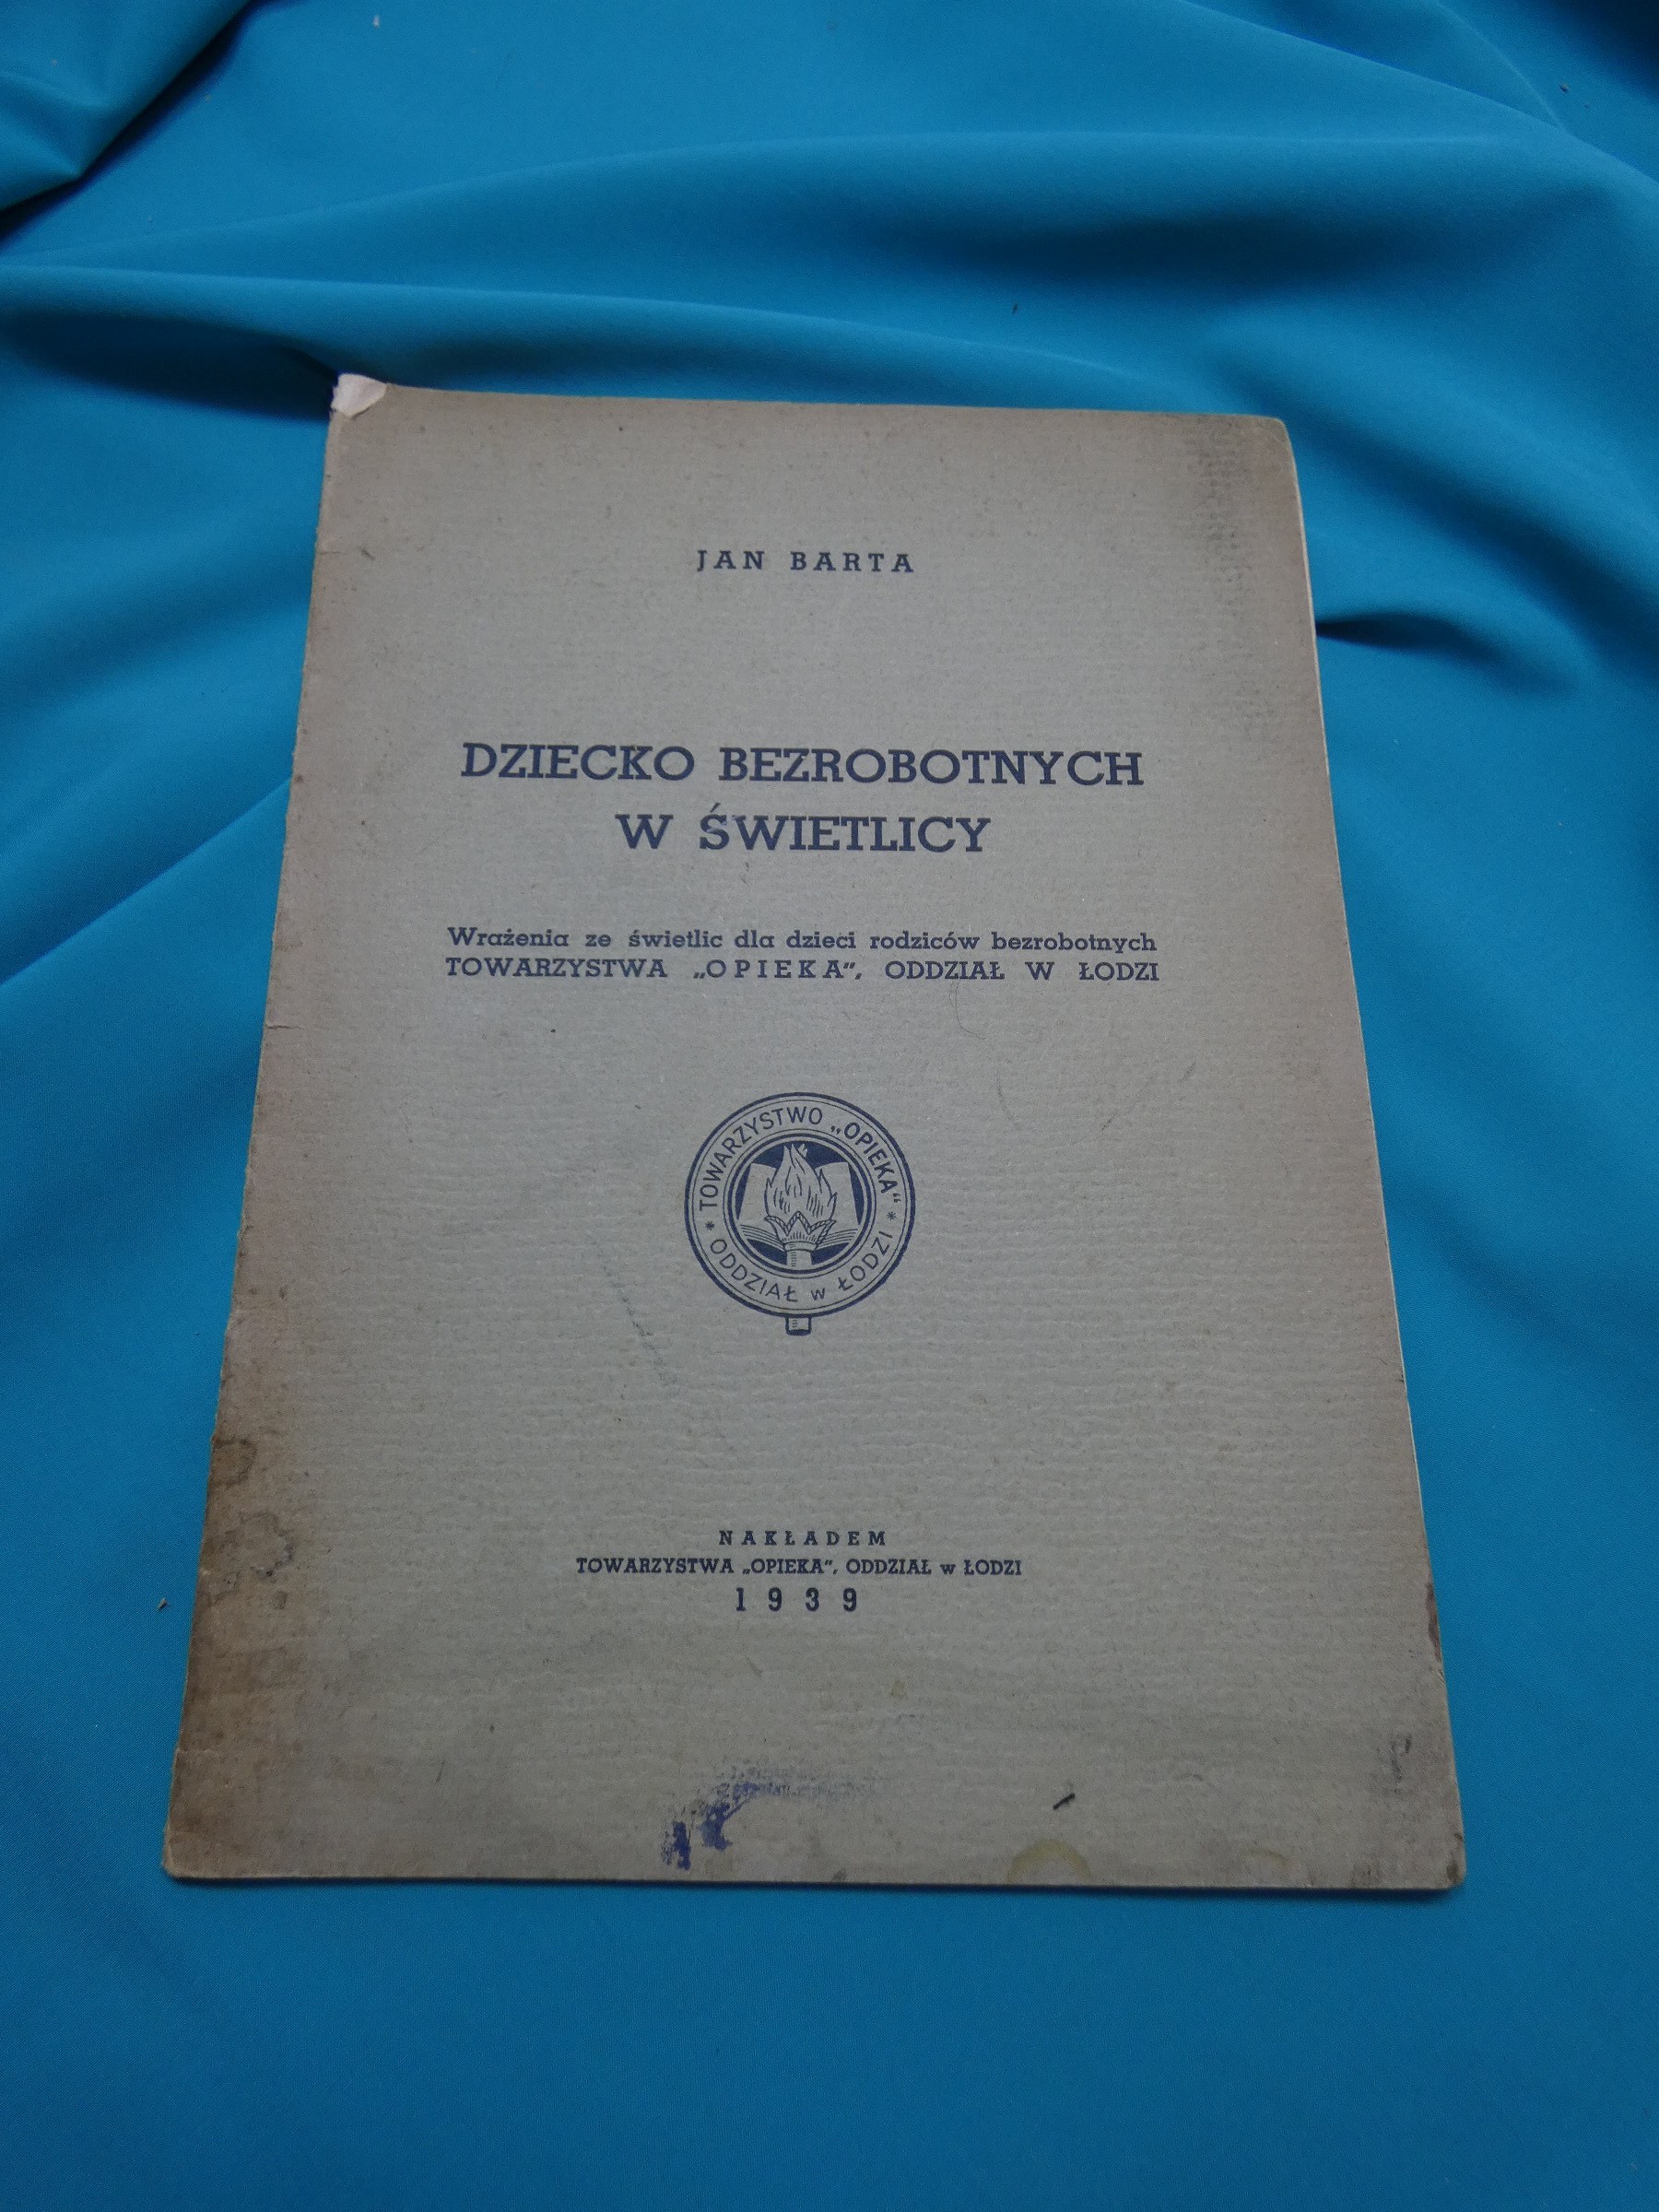 JAN BARTA
DZIECKO BEZROBOTNYCH
W ŚWIETLICY
Wrażenia ze świetlic dla dzieci rodziców bezrobotnych
TOWARZYSTWA „OPIEKA”, ODDZIAŁ W ŁODZI
TOWARZYSTWO „OPIEKA”
* ODDZIAŁ w ŁODZI *
NAKŁADEM
TOWARZYSTWA „OPIEKA”, ODDZIAŁ w ŁODZI
1939